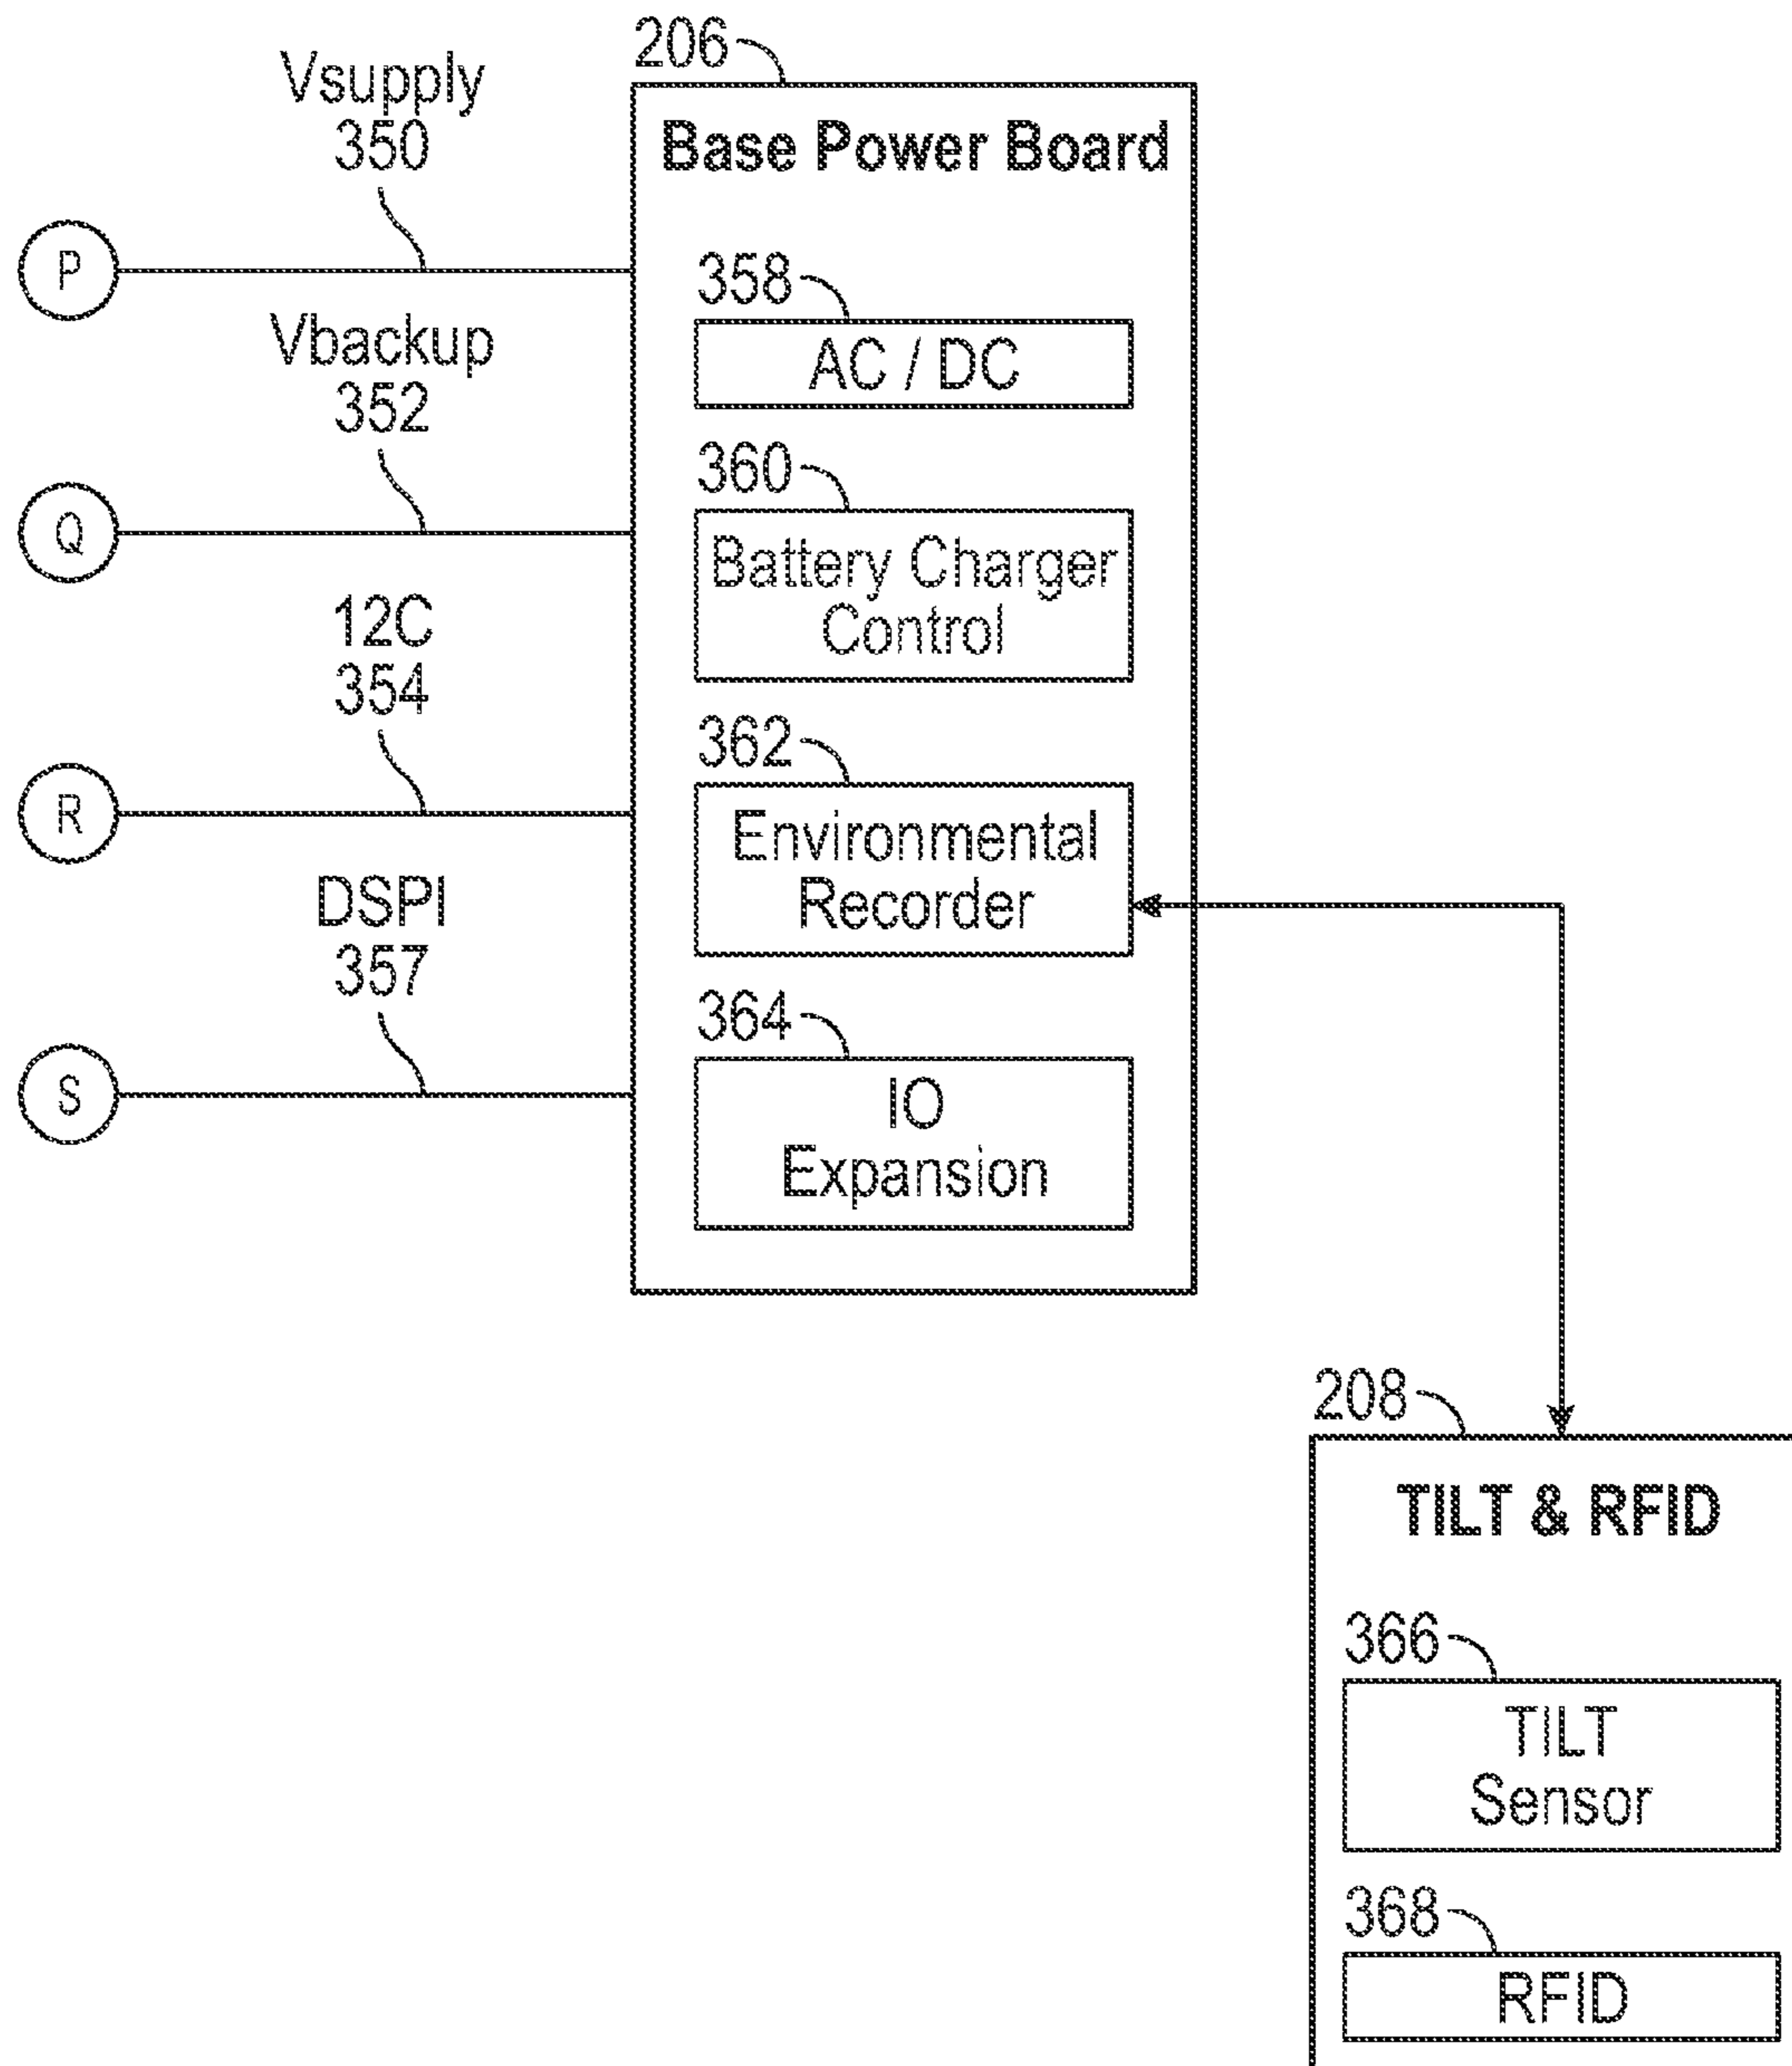 206
Vsupply
350
Base Power Board
P
358
AC / DC
Vbackup
352
Q
360
Battery Charger
Control
12C
354
R
362
Environmental
Recorder
DSPI
357
S
364
IO
Expansion
208
TILT & RFID
366
TILT
Sensor
368
RFID